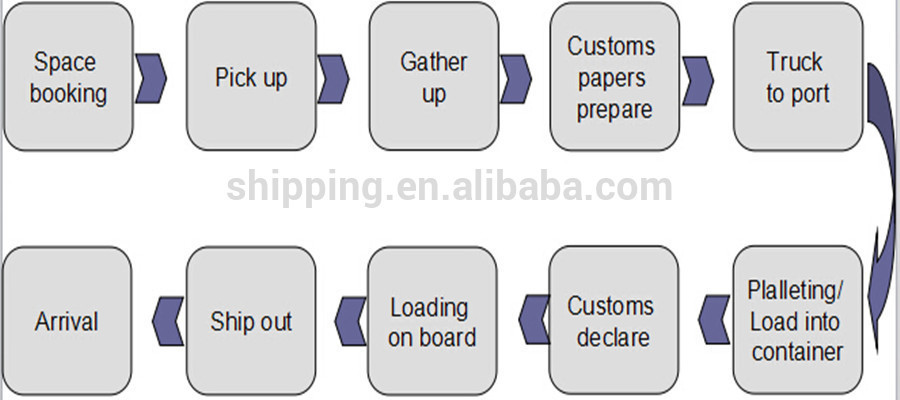 Space
booking
Pick up
Gather
up
Customs
papers
prepare
Truck
to port
shipping.en.alibaba.com
Plalleting/
Load into
container
Customs
declare
Loading
on board
Ship out
Arrival